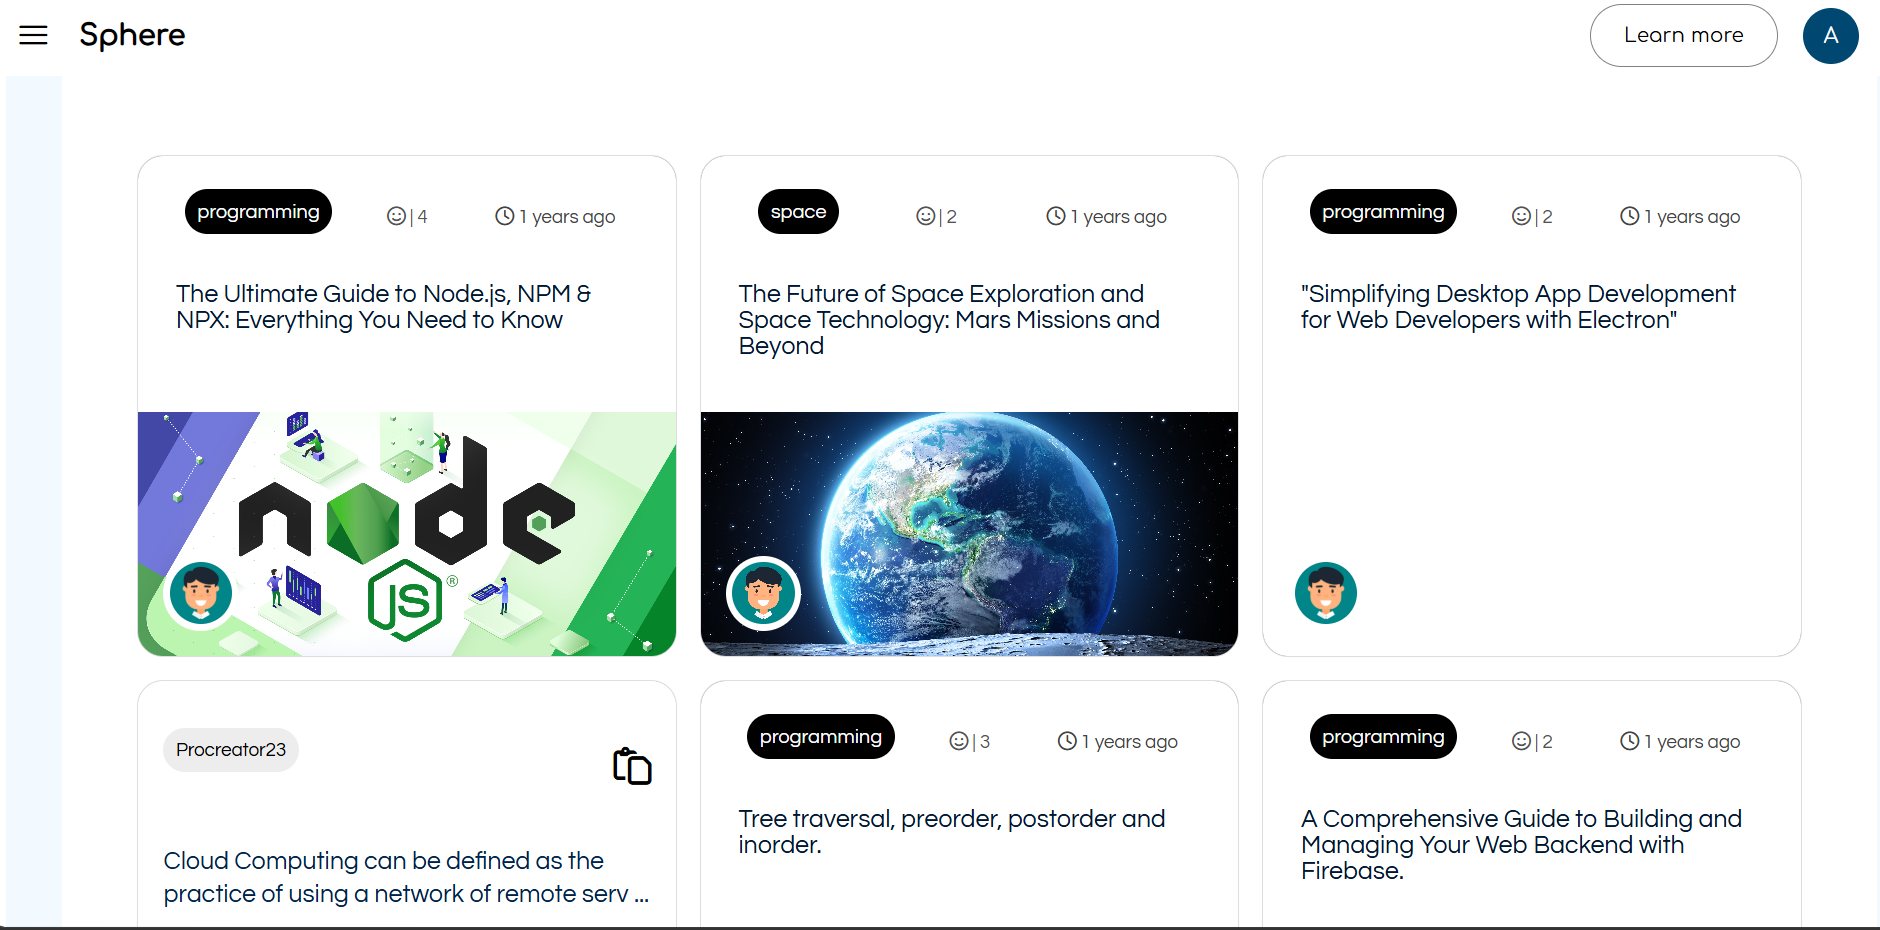 Sphere
Learn more
A
programming
| 4
1 years ago
The Ultimate Guide to Node.js, NPM &
NPX: Everything You Need to Know
node
JS
®
space
| 2
1 years ago
The Future of Space Exploration and
Space Technology: Mars Missions and
Beyond
programming
| 2
1 years ago
"Simplifying Desktop App Development
for Web Developers with Electron"
Procreator23
Cloud Computing can be defined as the
practice of using a network of remote serv ...
programming
| 3
1 years ago
Tree traversal, preorder, postorder and
inorder.
programming
| 2
1 years ago
A Comprehensive Guide to Building and
Managing Your Web Backend with
Firebase.